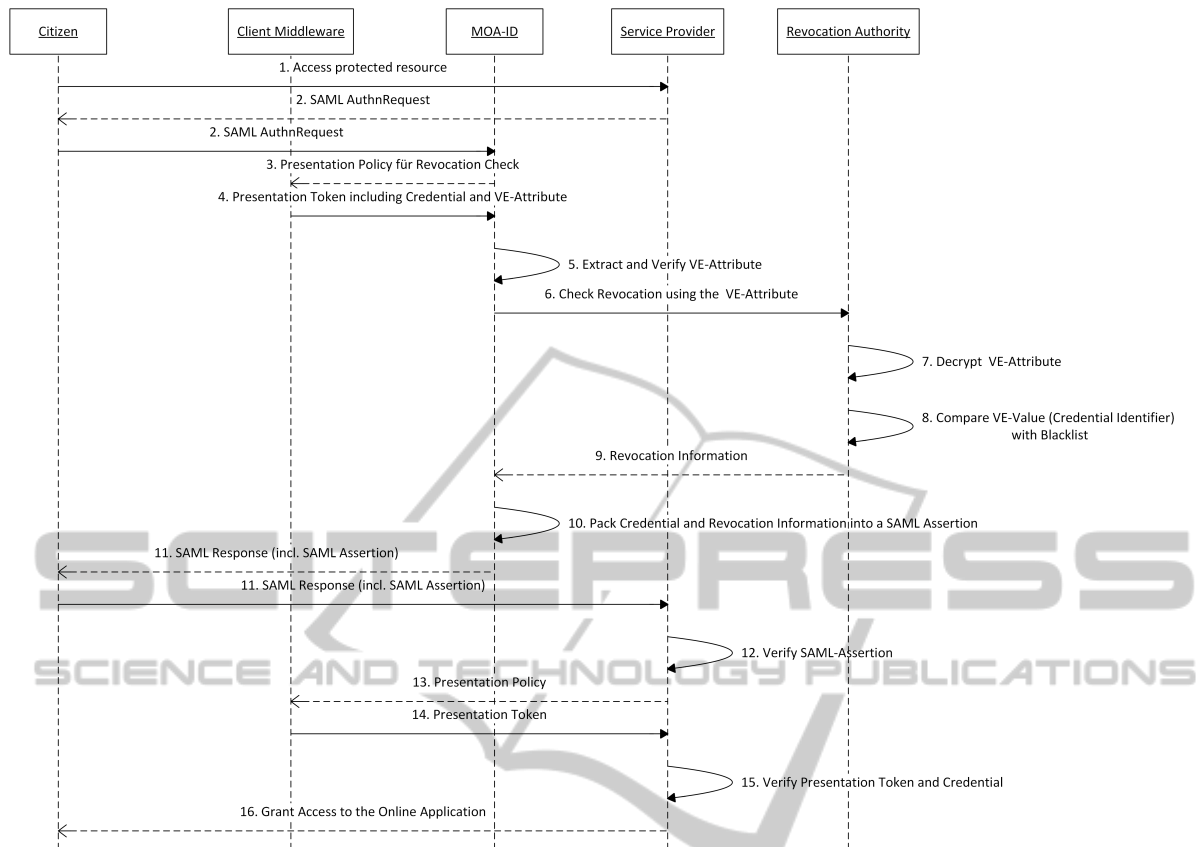 Citizen
Client Middleware
MOA-ID
Service Provider
Revocation Authority
1. Access protected resource
2. SAML AuthnRequest
2. SAML AuthnRequest
3. Presentation Policy für Revocation Check
4. Presentation Token including Credential and VE-Attribute
5. Extract and Verify VE-Attribute
6. Check Revocation using the VE-Attribute
7. Decrypt VE-Attribute
8. Compare VE-Value (Credential Identifier)
with Blacklist
9. Revocation Information
10. Pack Credential and Revocation Information into a SAML Assertion
11. SAML Response (incl. SAML Assertion)
11. SAML Response (incl. SAML Assertion)
SCITEPRESS
12. Verify SAML-Assertion
SCIENCE AND TECHNOLOGY PUBLICATIONS
13. Presentation Policy
14. Presentation Token
15. Verify Presentation Token and Credential
16. Grant Access to the Online Application